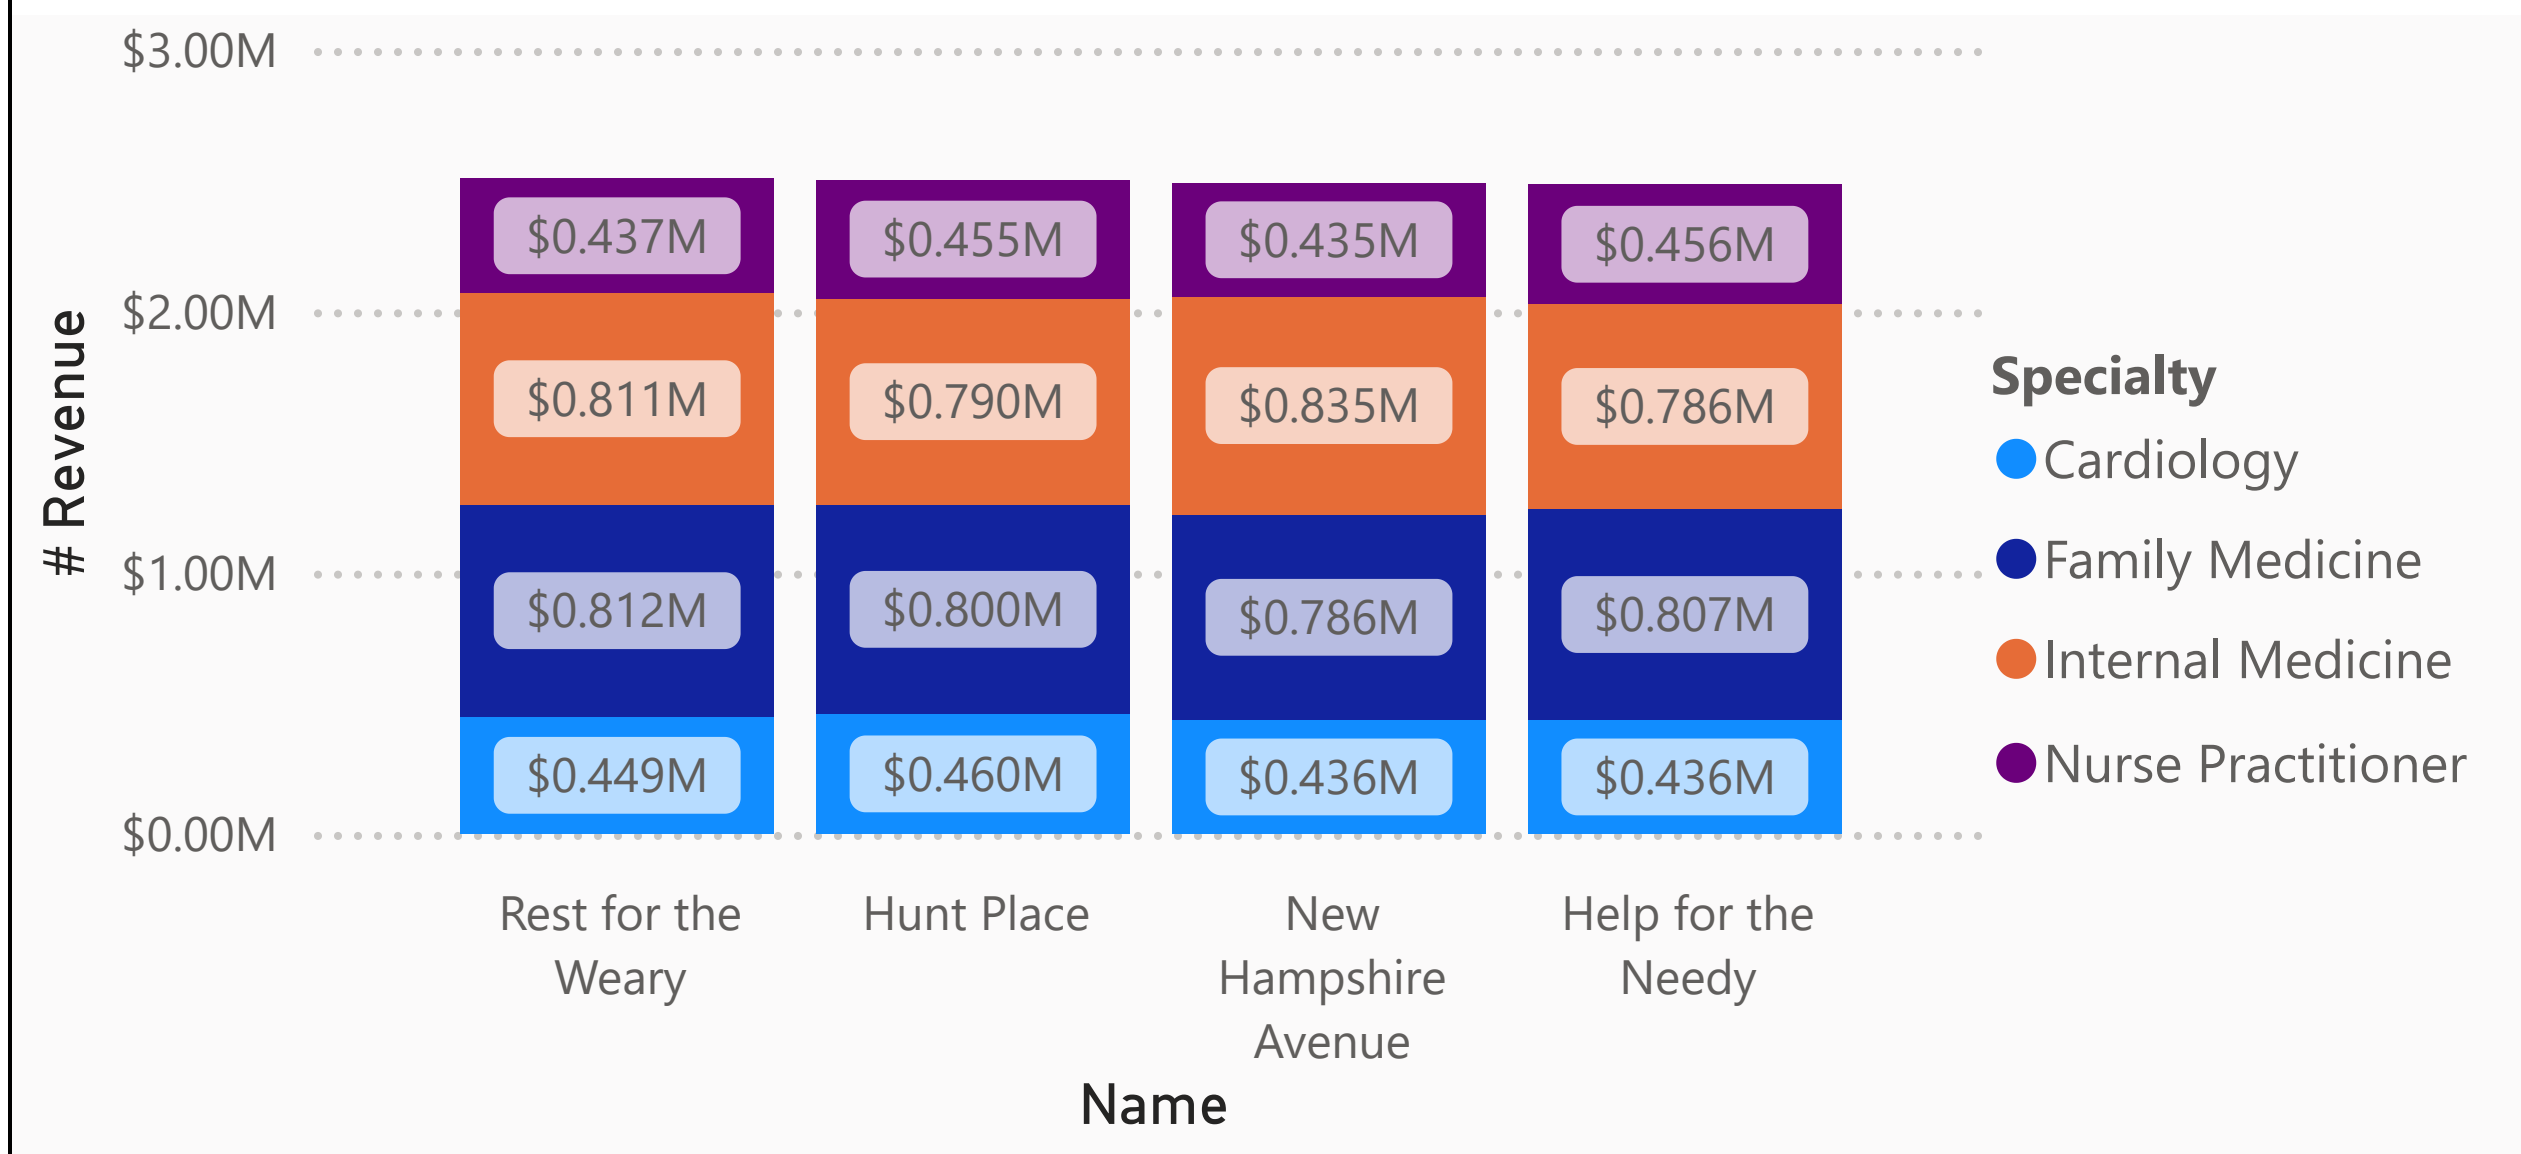 $3.00M
$2.00M
$1.00M
$0.00M
# Revenue
$0.437M
$0.455M
$0.435M
$0.456M
$0.811M
$0.790M
$0.835M
$0.786M
$0.812M
$0.800M
$0.786M
$0.807M
$0.449M
$0.460M
$0.436M
$0.436M
Rest for the
Weary
Hunt Place
New
Hampshire
Avenue
Help for the
Needy
Name
Specialty
Cardiology
Family Medicine
Internal Medicine
Nurse Practitioner